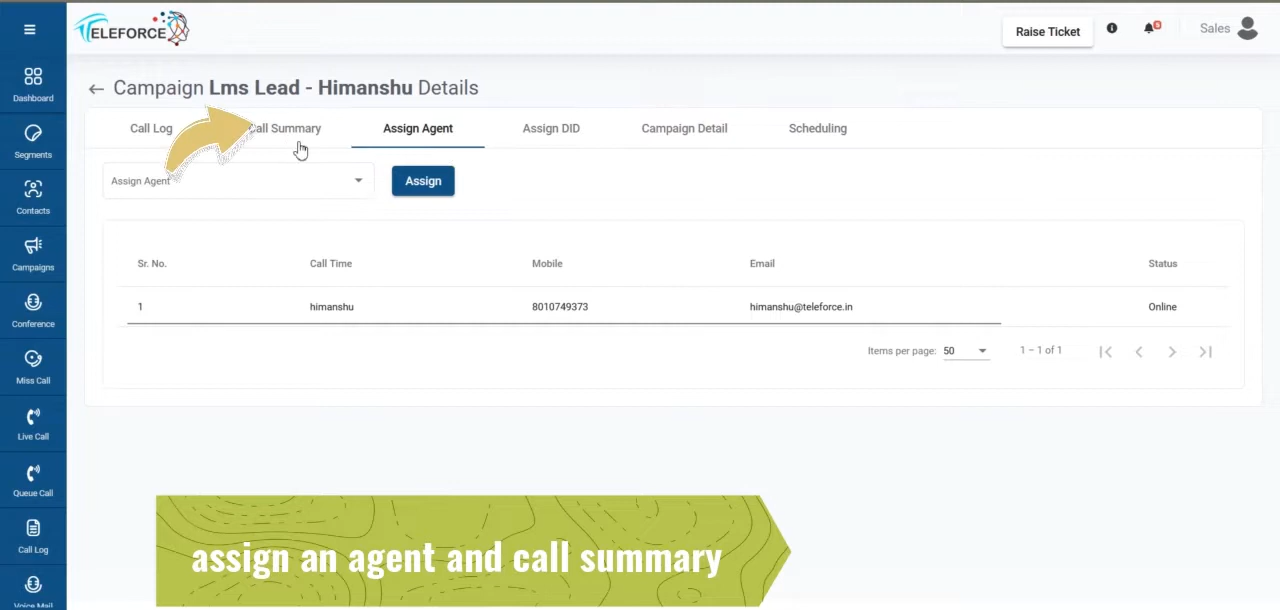 TELEFORCE
Raise Ticket
Sales
Dashboard
Segments
Contacts
Campaigns
Conference
Miss Call
Live Call
Queue Call
Call Log
Voice Mail
← Campaign Lms Lead - Himanshu Details
Call Log Call Summary Assign Agent Assign DID Campaign Detail Scheduling
Assign Agent Assign
Sr. No. Call Time Mobile Email Status
1 himanshu 8010749373 himanshu@teleforce.in Online
Items per page: 50 1 – 1 of 1
assign an agent and call summary